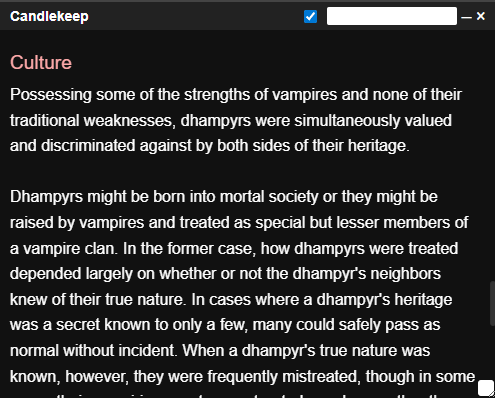 Candlekeep
Culture
Possessing some of the strengths of vampires and none of their
traditional weaknesses, dhampyrs were simultaneously valued
and discriminated against by both sides of their heritage.
Dhampyrs might be born into mortal society or they might be
raised by vampires and treated as special but lesser members of
a vampire clan. In the former case, how dhampyrs were treated
depended largely on whether or not the dhampyr's neighbors
knew of their true nature. In cases where a dhampyr's heritage
was a secret known to only a few, many could safely pass as
normal without incident. When a dhampyr's true nature was
known, however, they were frequently mistreated, though in some